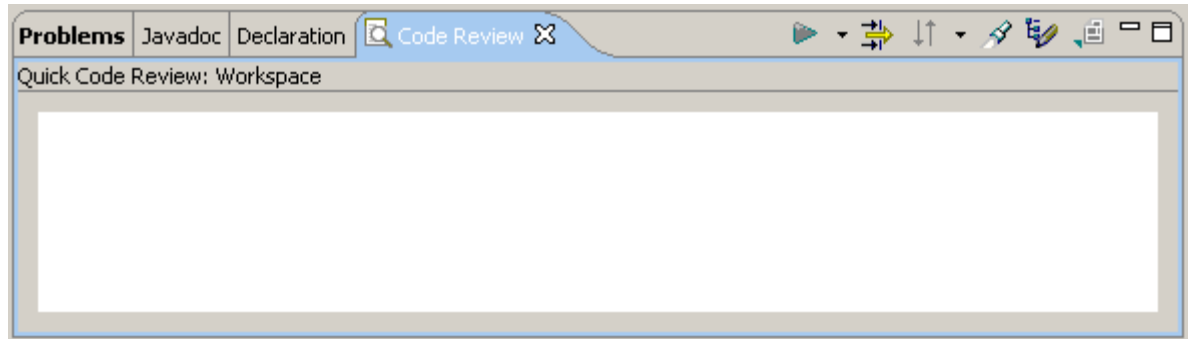 Problems Javadoc Declaration Code Review
Quick Code Review: Workspace